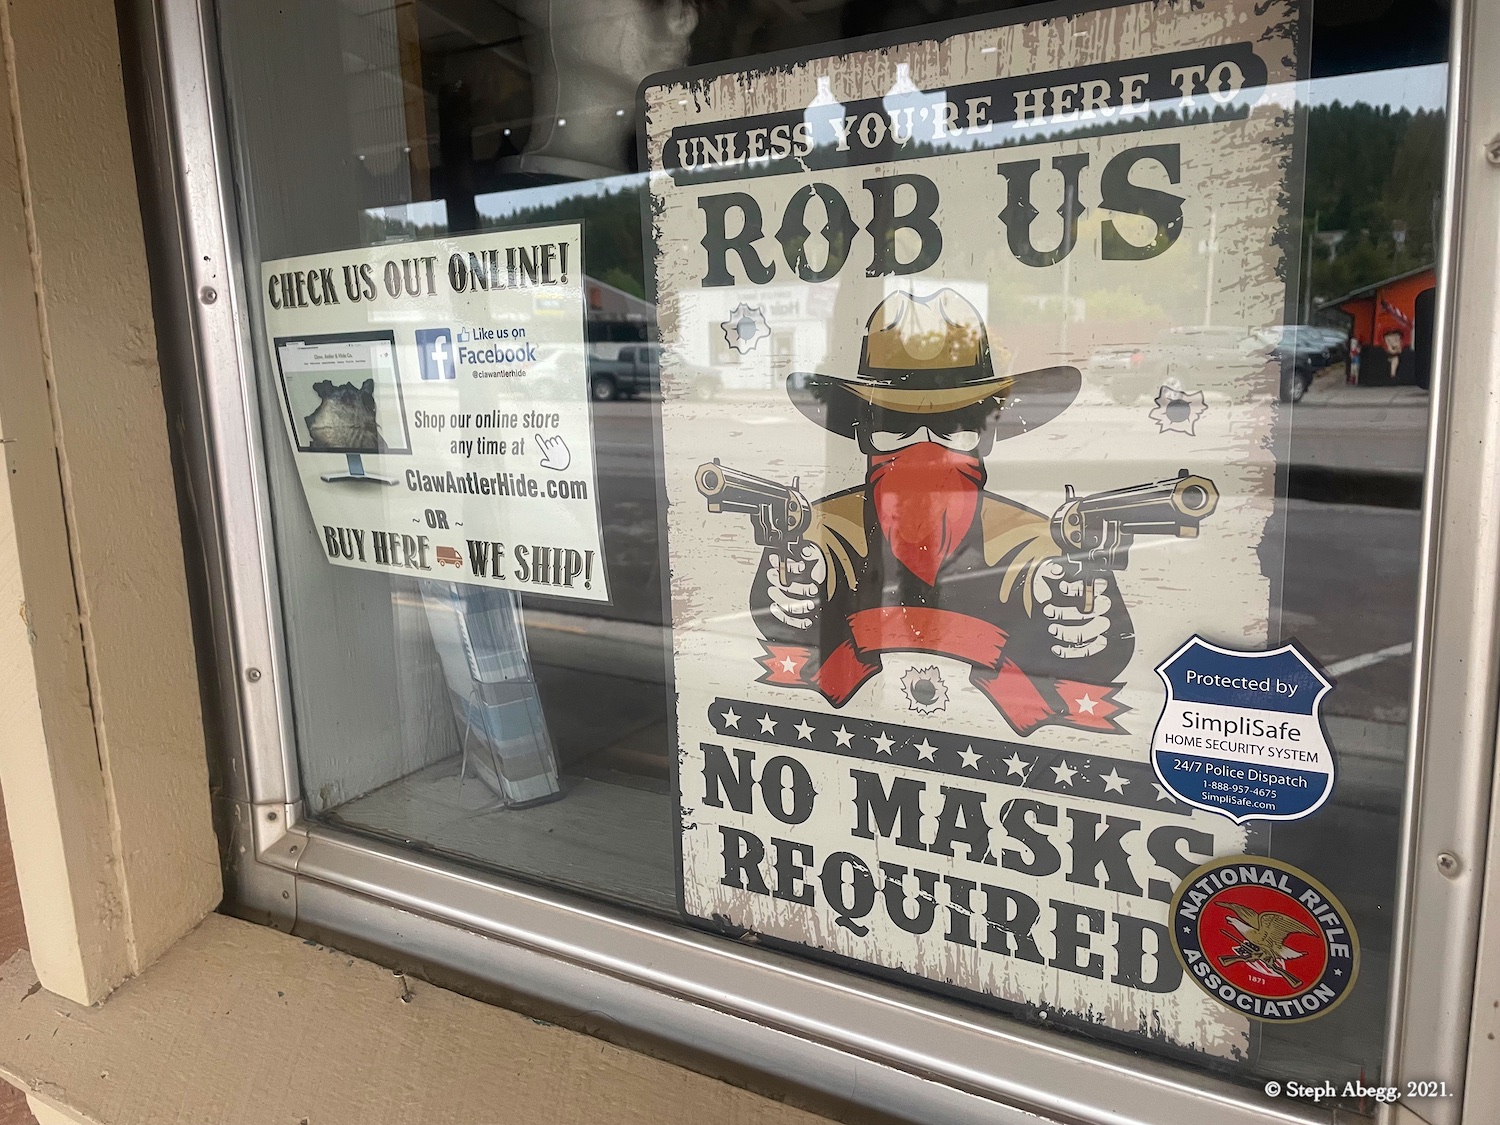 CHECK US OUT ONLINE!
Like us on
Facebook
@clawantlerhide
Shop our online store
any time at
ClawAntlerHide.com
~ OR ~
BUY HERE WE SHIP!
UNLESS YOU'RE HERE TO
ROB US
NO MASKS
REQUIRED
Protected by
SimpliSafe
HOME SECURITY SYSTEM
24/7 Police Dispatch
1-888-957-4675
SimpliSafe.com
NATIONAL RIFLE
ASSOCIATION
1871
© Steph Abegg, 2021.